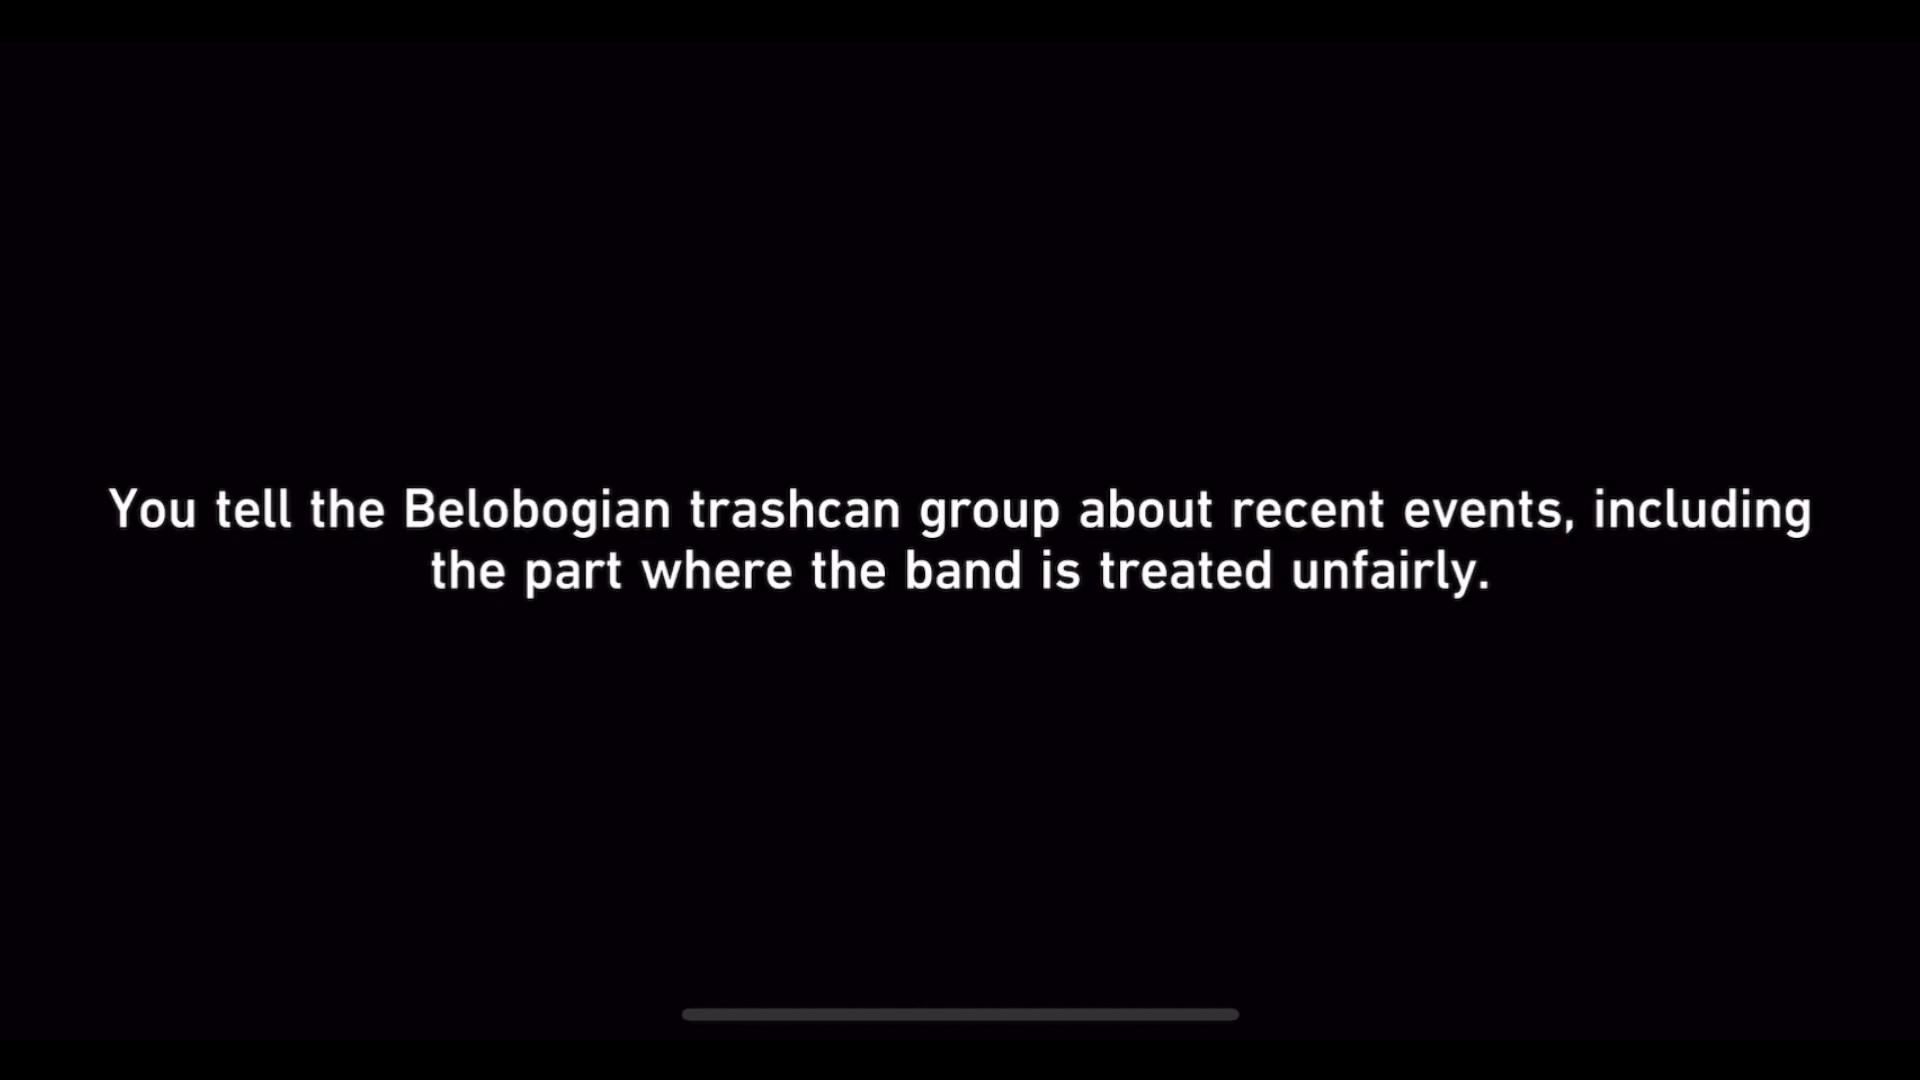 You tell the Belobogian trashcan group about recent events, including
the part where the band is treated unfairly.